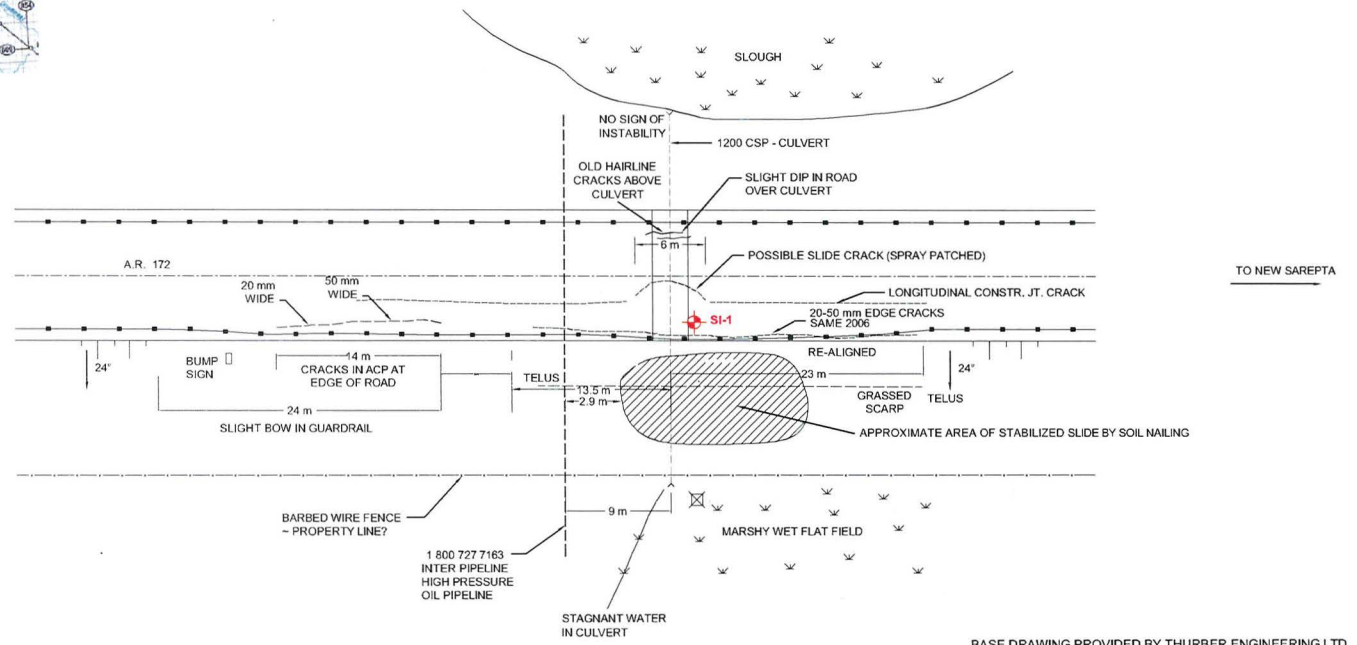 854
SLOUGH
NO SIGN OF
INSTABILITY
1200 CSP - CULVERT
OLD HAIRLINE
CRACKS ABOVE
CULVERT
SLIGHT DIP IN ROAD
OVER CULVERT
6 m
A.R. 172
POSSIBLE SLIDE CRACK (SPRAY PATCHED)
TO NEW SAREPTA
20 mm
WIDE
50 mm
WIDE
LONGITUDINAL CONSTR. JT. CRACK
SI-1
20-50 mm EDGE CRACKS
SAME 2006
24°
BUMP
SIGN
14 m
CRACKS IN ACP AT
EDGE OF ROAD
RE-ALIGNED
24°
TELUS
13.5 m
23 m
2.9 m
GRASSED
SCARP
TELUS
24 m
SLIGHT BOW IN GUARDRAIL
APPROXIMATE AREA OF STABILIZED SLIDE BY SOIL NAILING
9 m
BARBED WIRE FENCE
~ PROPERTY LINE?
MARSHY WET FLAT FIELD
1 800 727 7163
INTER PIPELINE
HIGH PRESSURE
OIL PIPELINE
STAGNANT WATER
IN CULVERT
BASE DRAWING PROVIDED BY THURBER ENGINEERING LTD